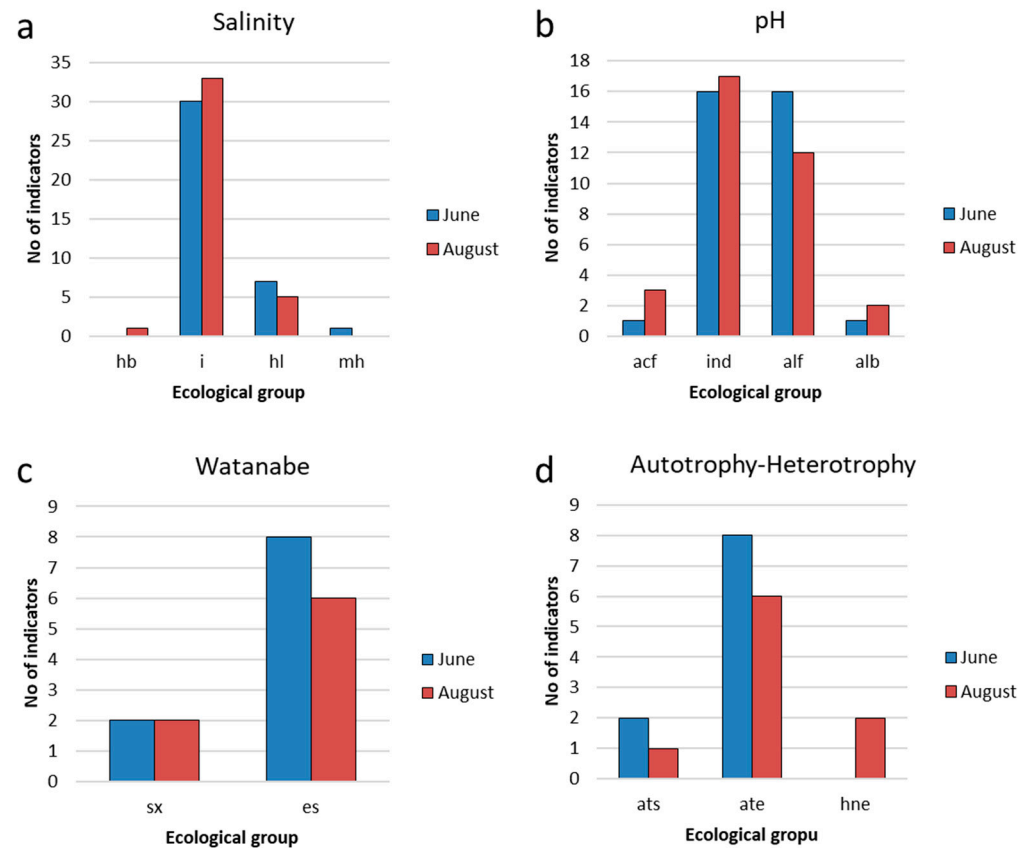 a
Salinity
35
30
25
20
15
10
5
0
No of indicators
hb i hl mh
Ecological group
June
August
b
pH
18
16
14
12
10
8
6
4
2
0
No of indicators
acf ind alf alb
Ecological group
June
August
c
Watanabe
9
8
7
6
5
4
3
2
1
0
No of indicators
sx es
Ecological group
June
August
d
Autotrophy-Heterotrophy
9
8
7
6
5
4
3
2
1
0
No of indicators
ats ate hne
Ecological gropu
June
August